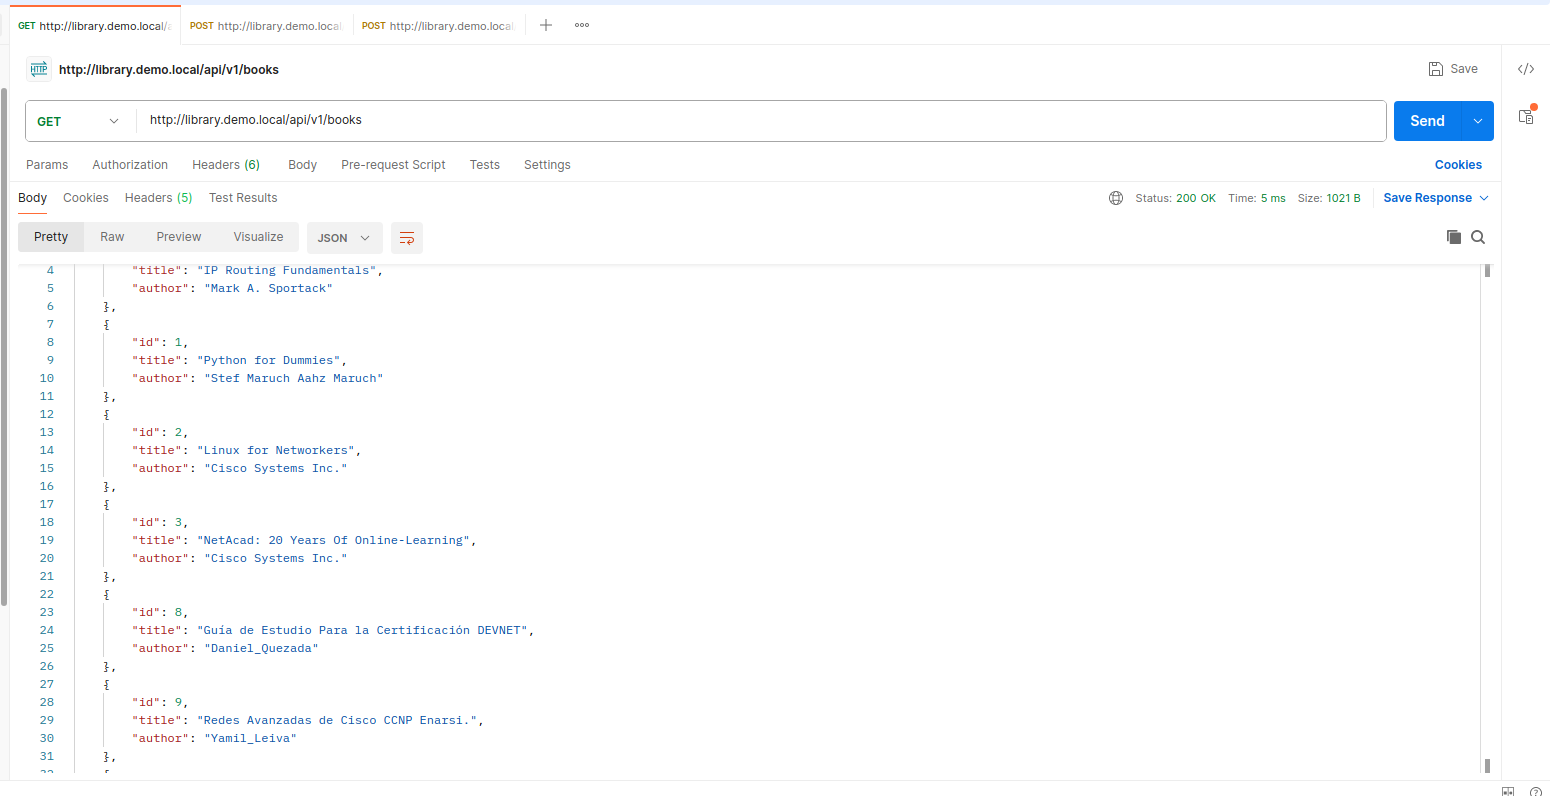 GET http://library.demo.local/a
POST http://library.demo.local
POST http://library.demo.local
HTTP http://library.demo.local/api/v1/books
Save
GET http://library.demo.local/api/v1/books
Send
Params Authorization Headers (6) Body Pre-request Script Tests Settings
Cookies
Body Cookies Headers (5) Test Results
Status: 200 OK Time: 5 ms Size: 1021 B Save Response
Pretty Raw Preview Visualize JSON
4 "title": "IP Routing Fundamentals",
5 "author": "Mark A. Sportack"
6 },
7 {
8 "id": 1,
9 "title": "Python for Dummies",
10 "author": "Stef Maruch Aahz Maruch"
11 },
12 {
13 "id": 2,
14 "title": "Linux for Networkers",
15 "author": "Cisco Systems Inc."
16 },
17 {
18 "id": 3,
19 "title": "NetAcad: 20 Years Of Online-Learning",
20 "author": "Cisco Systems Inc."
21 },
22 {
23 "id": 8,
24 "title": "Guía de Estudio Para la Certificación DEVNET",
25 "author": "Daniel_Quezada"
26 },
27 {
28 "id": 9,
29 "title": "Redes Avanzadas de Cisco CCNP Enarsi.",
30 "author": "Yamil_Leiva"
31 },